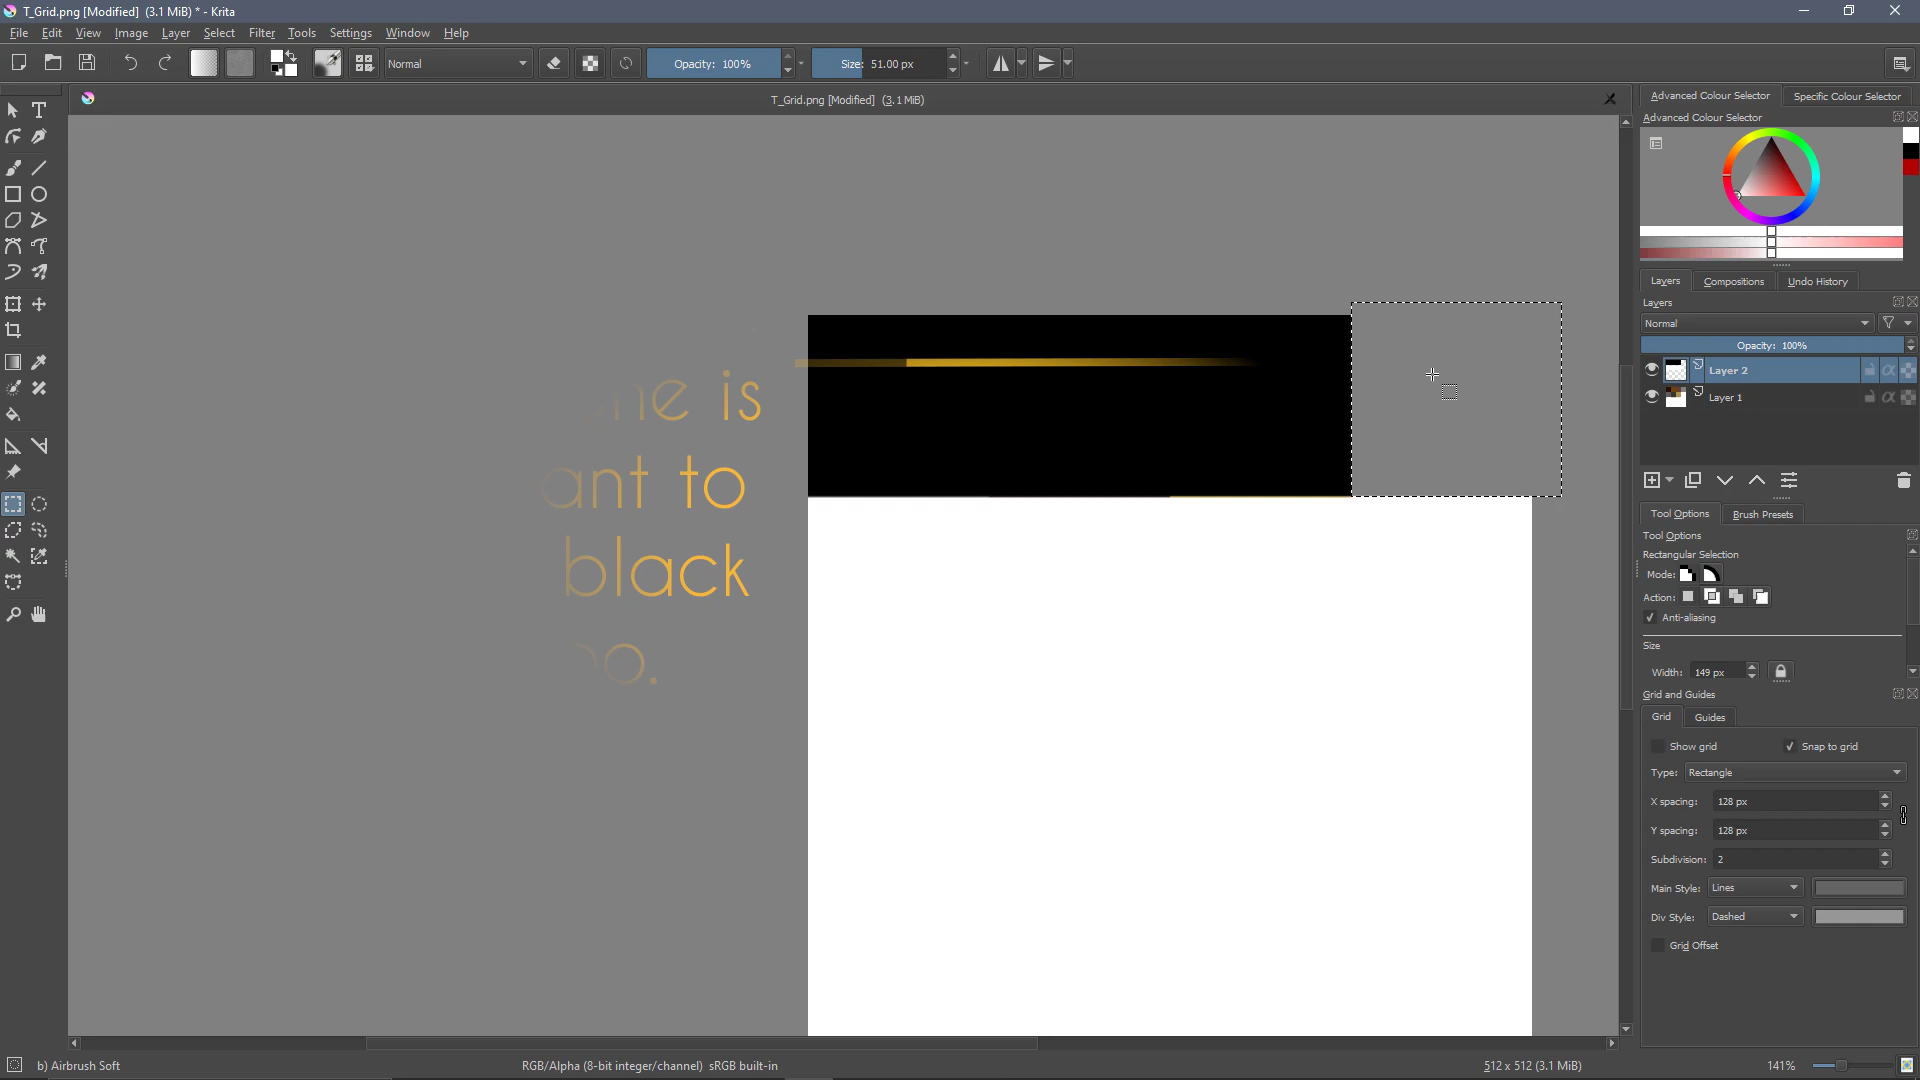 T_Grid.png [Modified]  (3.1 MiB) * - Krita
File Edit View Image Layer Select Filter Tools Settings Window Help
Normal
Opacity: 100%
Size: 51.00 px
T_Grid.png [Modified]  (3.1 MiB)
Advanced Colour Selector
Specific Colour Selector
Advanced Colour Selector
Layers
Compositions
Undo History
Layers
Normal
Opacity: 100%
Layer 2
Layer 1
is
to
black
Tool Options
Brush Presets
Tool Options
Rectangular Selection
Mode:
Action:
Anti-aliasing
Size
Width: 149 px
Grid and Guides
Grid
Guides
Show grid
Snap to grid
Type: Rectangle
X spacing: 128 px
Y spacing: 128 px
Subdivision: 2
Main Style: Lines
Div Style: Dashed
Grid Offset
b) Airbrush Soft
RGB/Alpha (8-bit integer/channel)  sRGB built-in
512 x 512 (3.1 MiB)
141%